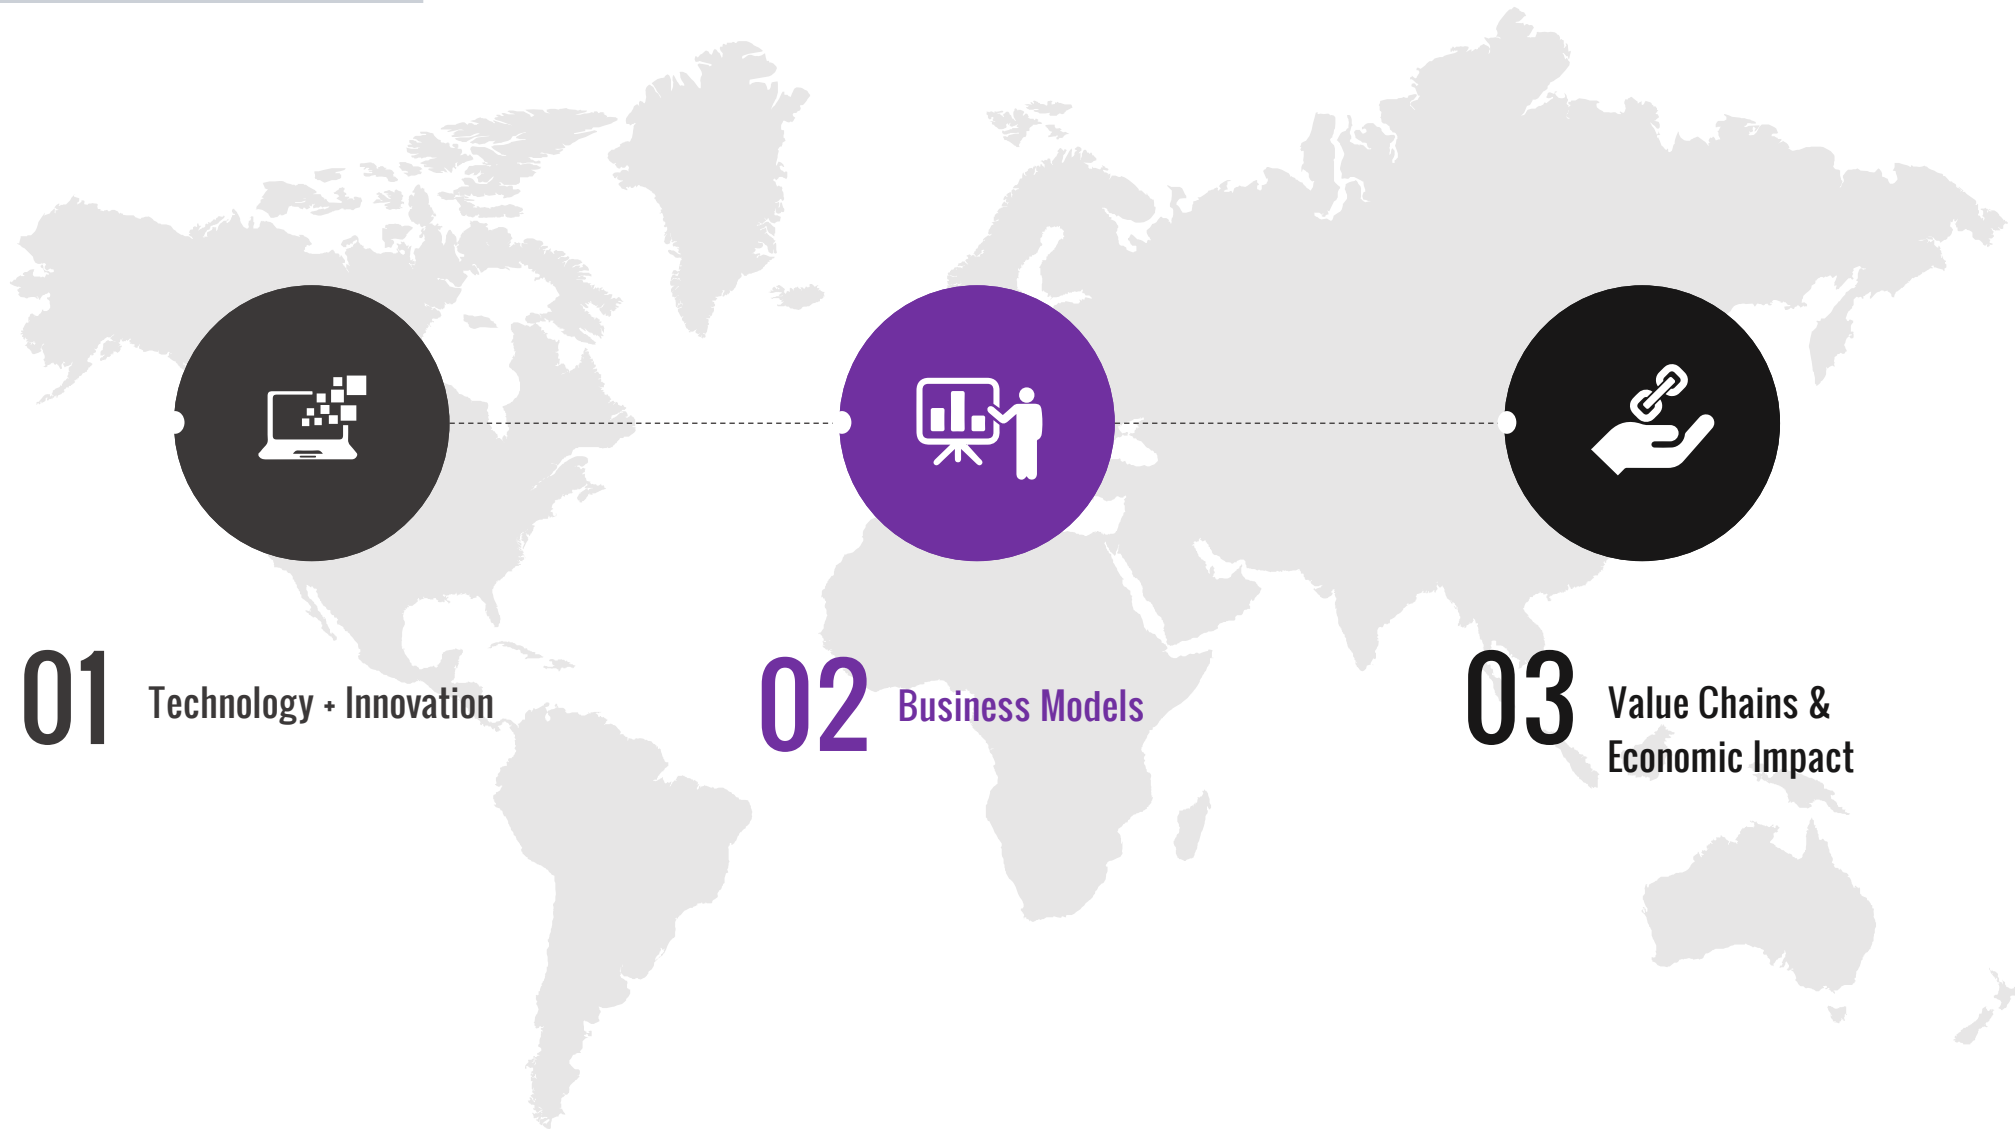 01
Technology + Innovation
02
Business Models
03
Value Chains &
Economic Impact